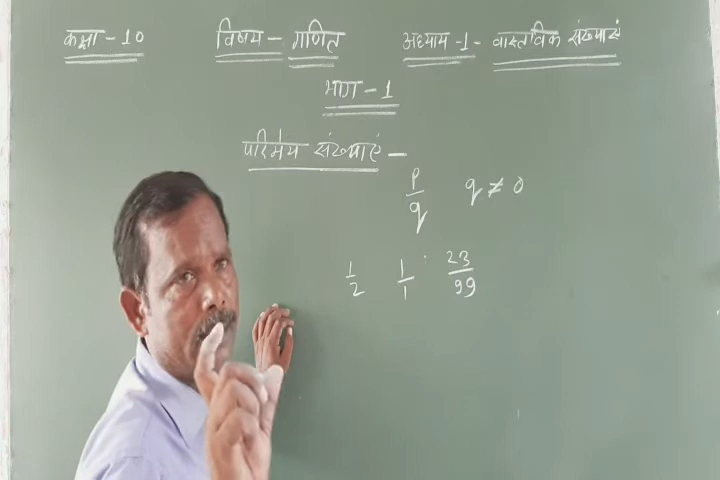 कक्षा - 10 विषय - गणित अध्याय - 1 - वास्तविक संख्याएं
भाग - 1
परिमेय संख्याएं -
p/q q ≠ 0
1/2 1/1 23/99